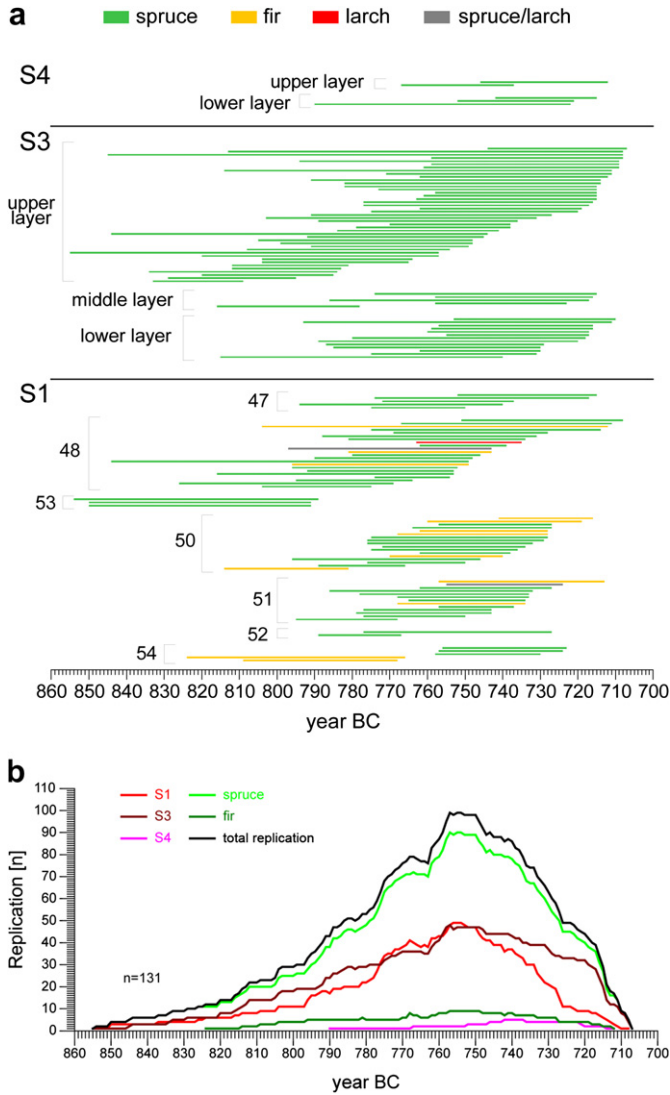 a
spruce fir larch spruce/larch
S4
upper layer
lower layer
S3
upper layer
middle layer
lower layer
S1
47
48
53
50
51
52
54
860 850 840 830 820 810 800 790 780 770 760 750 740 730 720 710 700
year BC
b
110
100
90
80
70
60
50
40
30
20
10
0
Replication [n]
S1 spruce
S3 fir
S4 total replication
n=131
860 840 830 820 810 800 790 780 770 760 750 740 730 720 710 700
year BC